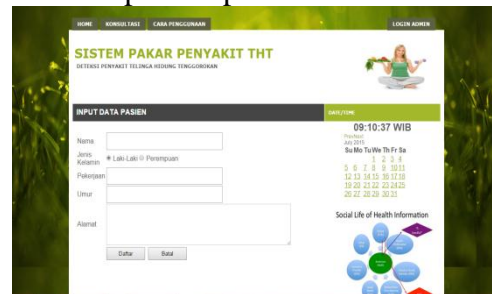 HOME KONSULTASI CARA PENGGUNAAN LOGIN ADMIN
SISTEM PAKAR PENYAKIT THT
DETEKSI PENYAKIT TELINGA HIDUNG TENGGOROKAN
INPUT DATA PASIEN
DATE/TIME
09:10:37 WIB
July 2015
Su Mo Tu We Th Fr Sa
1 2 3 4
5 6 7 8 9 10 11
12 13 14 15 16 17 18
19 20 21 22 23 24 25
26 27 28 29 30 31
Nama
Jenis Kelamin Laki-Laki Perempuan
Pekerjaan
Umur
Alamat
Daftar Batal
Social Life of Health Information